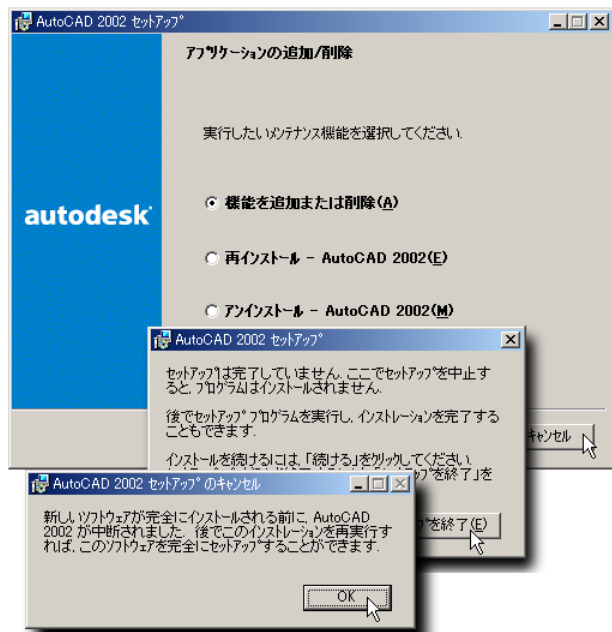 AutoCAD 2002 セットアップ
アプリケーションの追加/削除
実行したいメンテナンス機能を選択してください.
autodesk
機能を追加または削除(A)
再インストール - AutoCAD 2002(E)
アンインストール - AutoCAD 2002(M)
キャンセル
AutoCAD 2002 セットアップ
セットアップは完了していません. ここでセットアップを中止す
ると, プログラムはインストールされません.
後でセットアップ プログラムを実行し, インストレーションを完了する
こともできます.
インストールを続けるには, 「続ける」をクリックしてください.
ップを終了」を
プを終了(E)
AutoCAD 2002 セットアップ のキャンセル
新しいソフトウェアが完全にインストールされる前に, AutoCAD
2002 が中断されました. 後でこのインストレーションを再実行す
れば, このソフトウェアを完全にセットアップすることができます.
OK